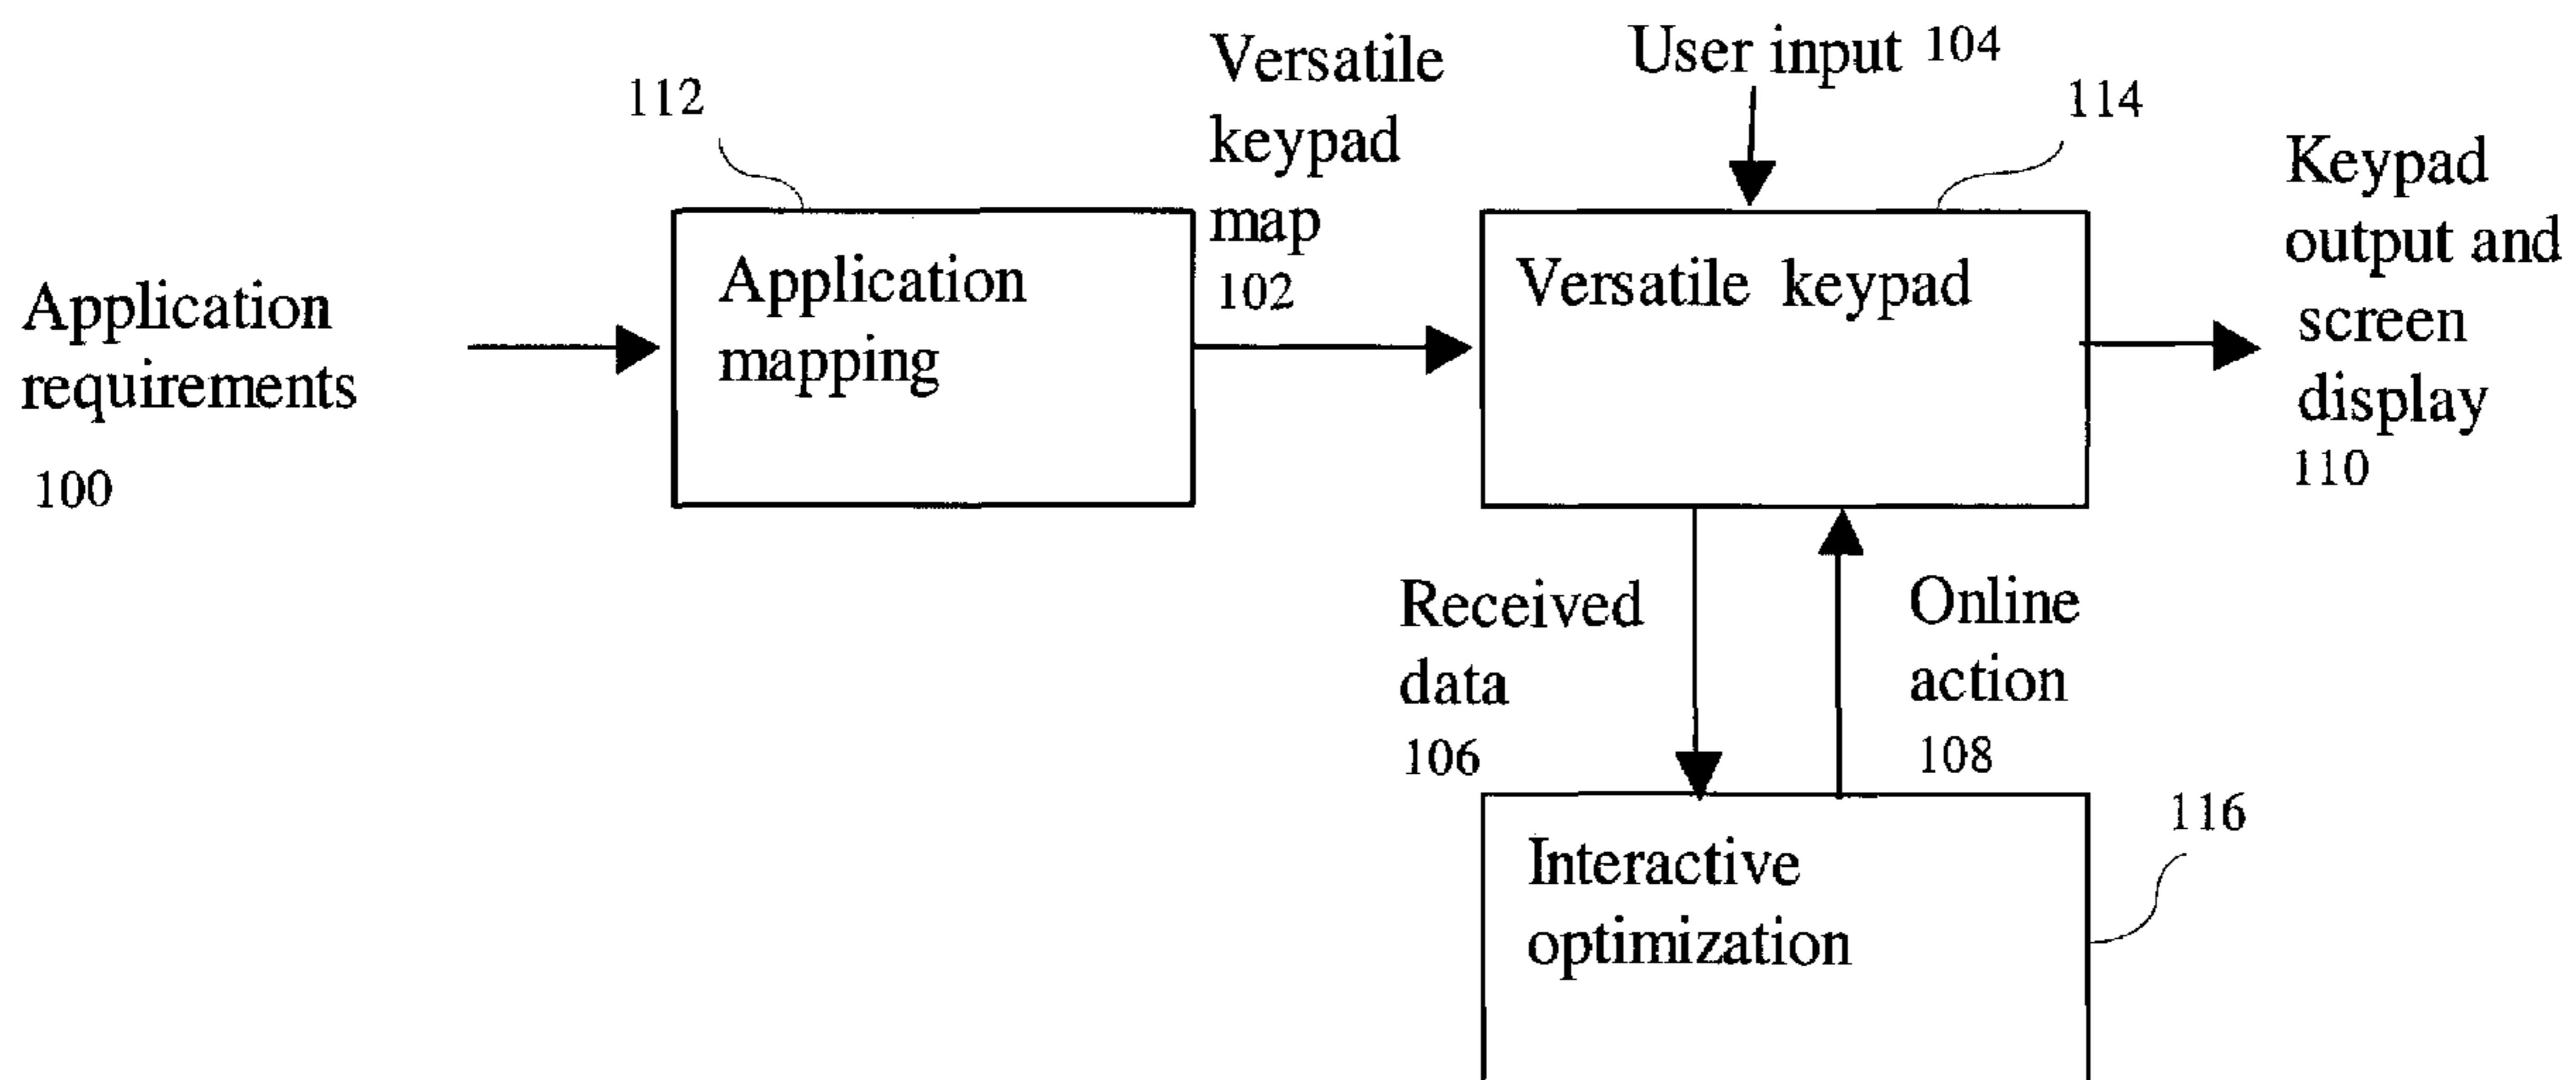 Application
requirements
100
112
Application
mapping
Versatile
keypad
map
102
User input 104
114
Versatile keypad
Keypad
output and
screen
display
110
Received
data
106
Online
action
108
116
Interactive
optimization